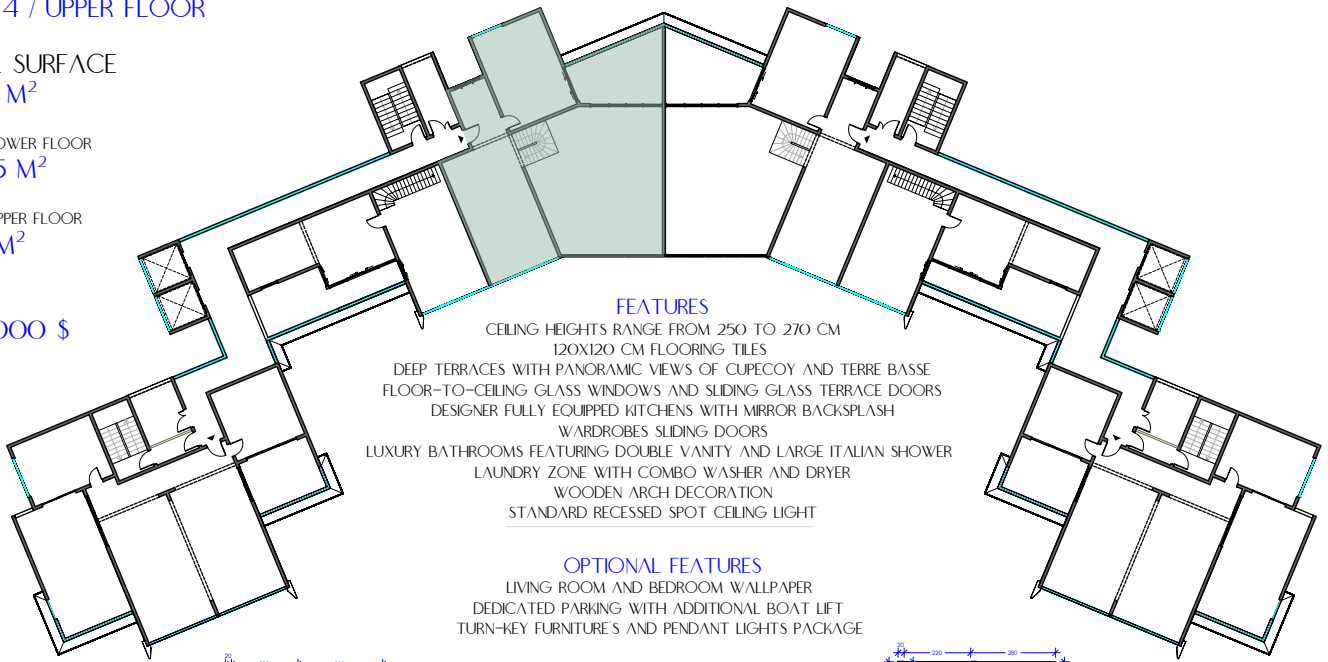 4 / UPPER FLOOR
SURFACE
M²
OWER FLOOR
5 M²
PPER FLOOR
M²
000 $
FEATURES
CEILING HEIGHTS RANGE FROM 250 TO 270 CM
120X120 CM FLOORING TILES
DEEP TERRACES WITH PANORAMIC VIEWS OF CUPECOY AND TERRE BASSE
FLOOR-TO-CEILING GLASS WINDOWS AND SLIDING GLASS TERRACE DOORS
DESIGNER FULLY EQUIPPED KITCHENS WITH MIRROR BACKSPLASH
WARDROBES SLIDING DOORS
LUXURY BATHROOMS FEATURING DOUBLE VANITY AND LARGE ITALIAN SHOWER
LAUNDRY ZONE WITH COMBO WASHER AND DRYER
WOODEN ARCH DECORATION
STANDARD RECESSED SPOT CEILING LIGHT
OPTIONAL FEATURES
LIVING ROOM AND BEDROOM WALLPAPER
DEDICATED PARKING WITH ADDITIONAL BOAT LIFT
TURN-KEY FURNITURE'S AND PENDANT LIGHTS PACKAGE
20
20
220 280